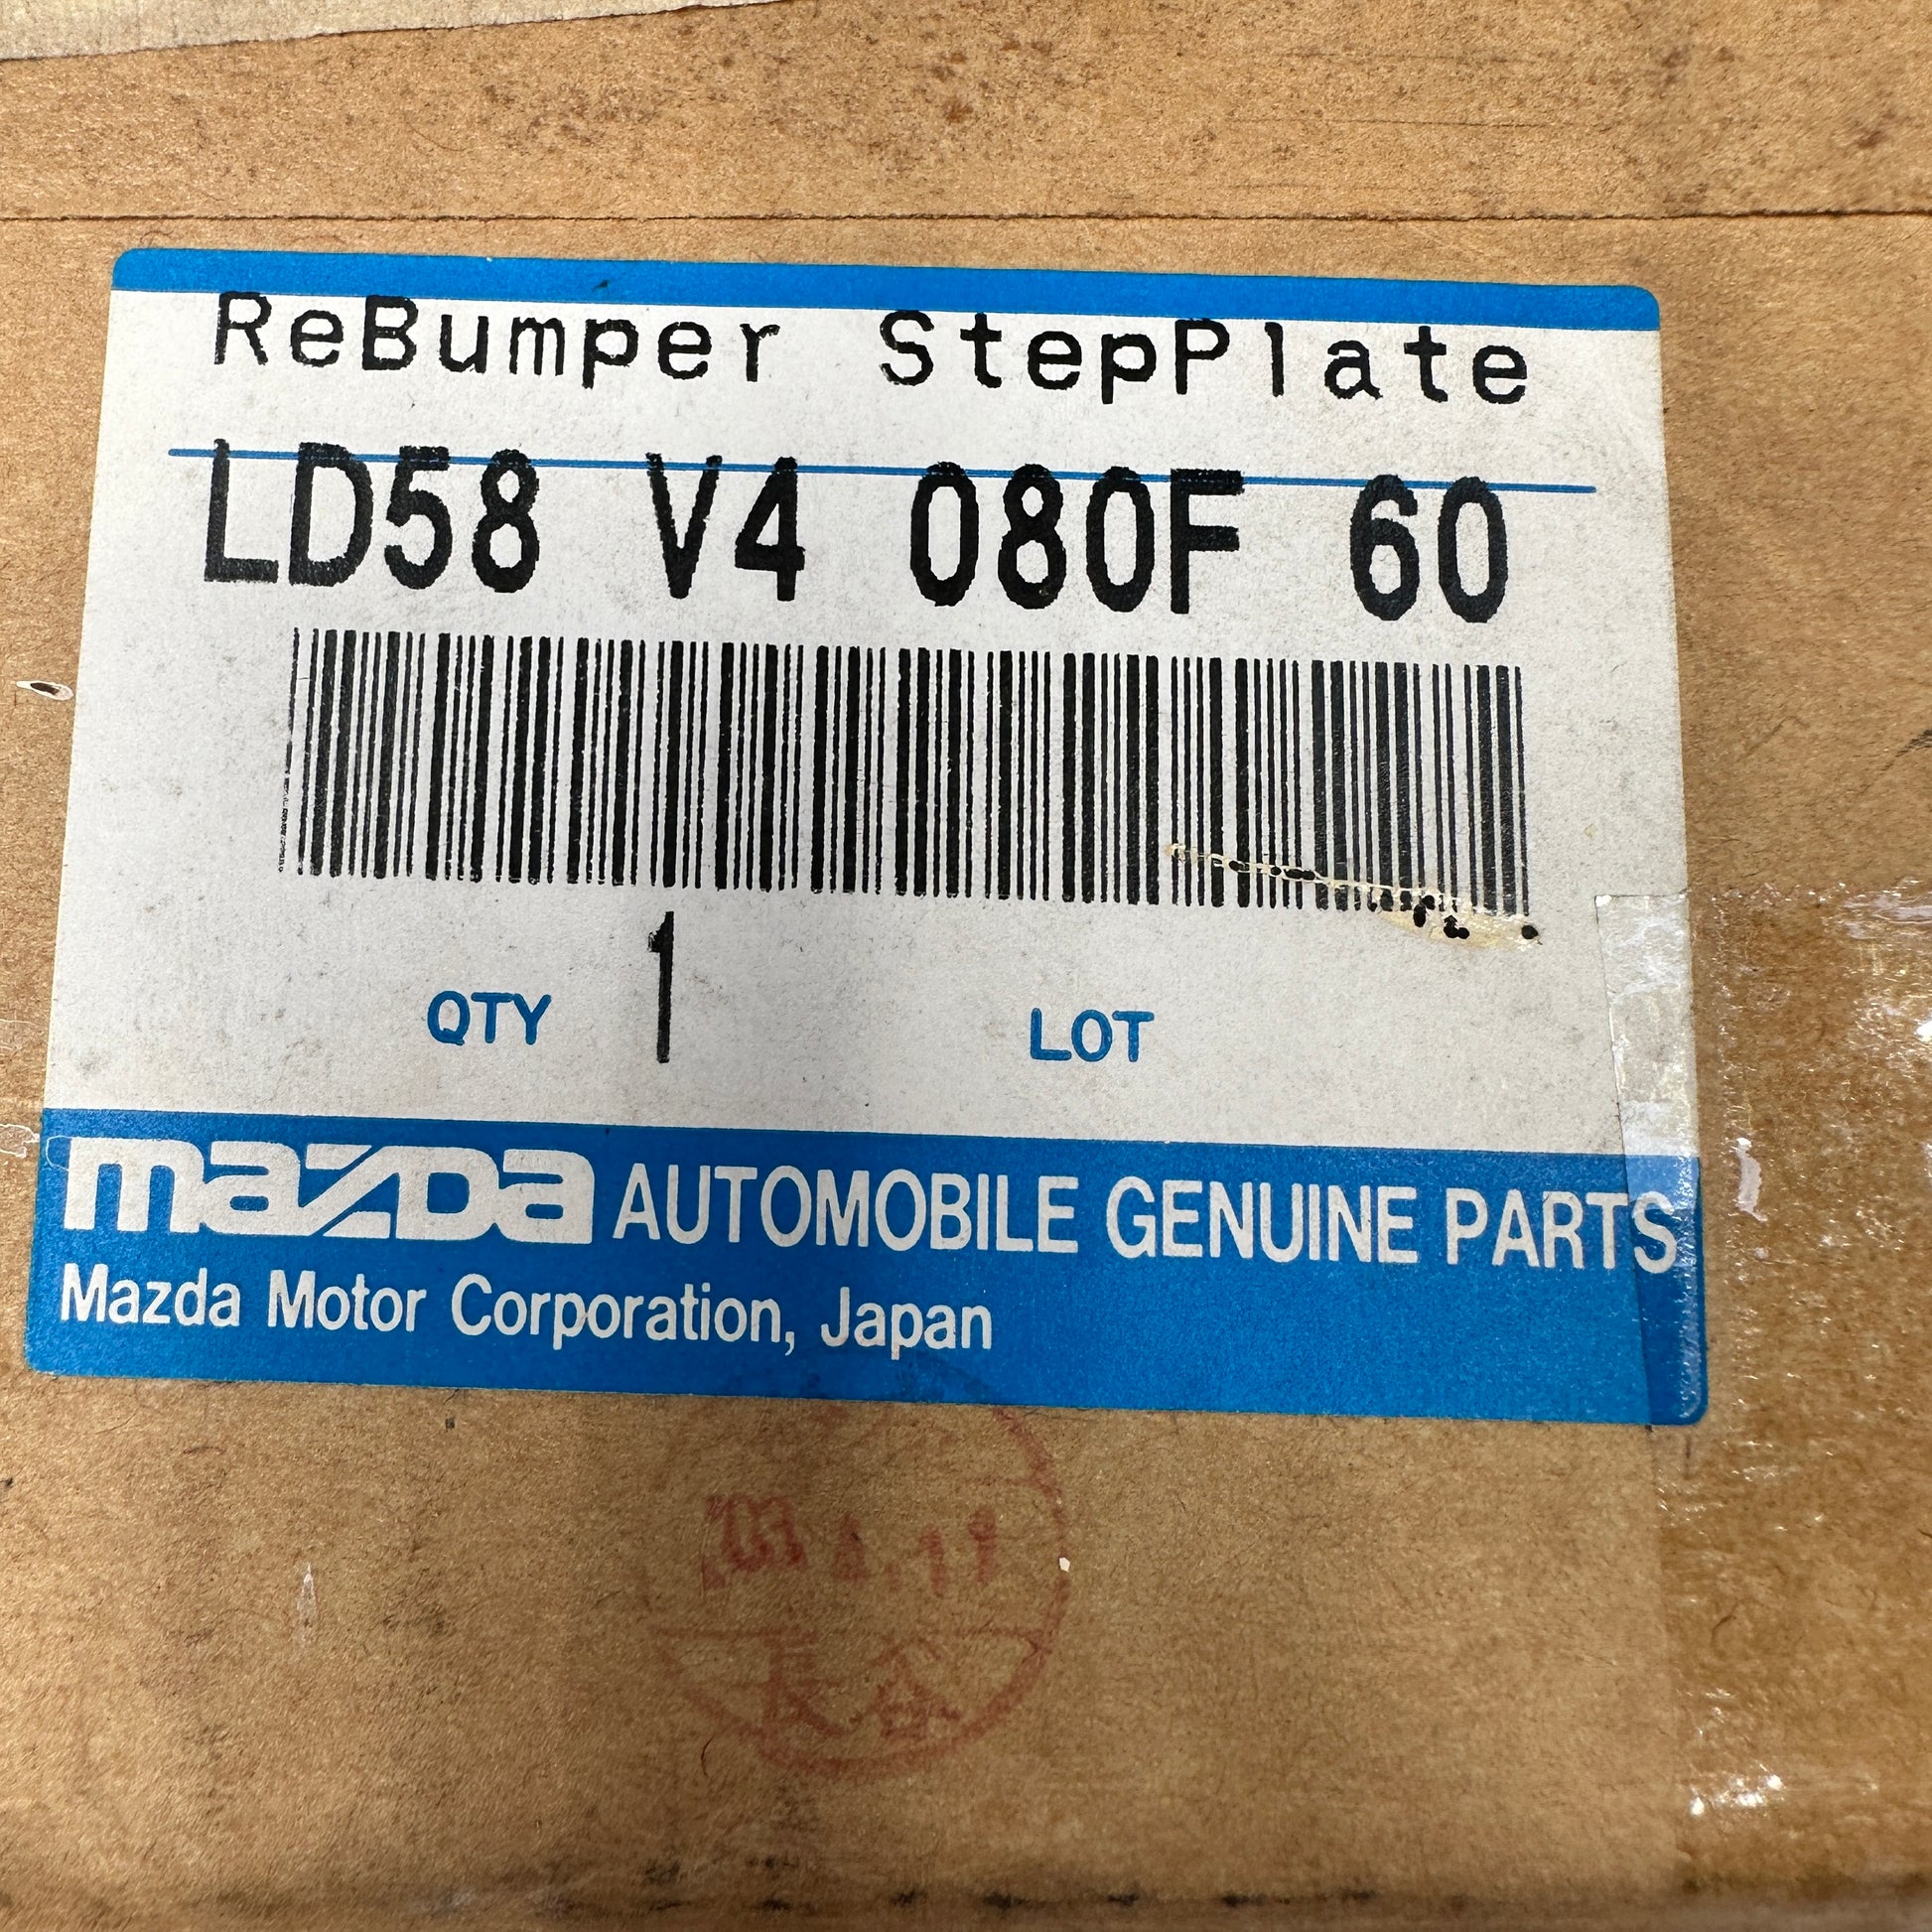 ReBumper StepPlate
LD58 V4 080F 60
QTY 1 LOT
mazda AUTOMOBILE GENUINE PARTS
Mazda Motor Corporation, Japan